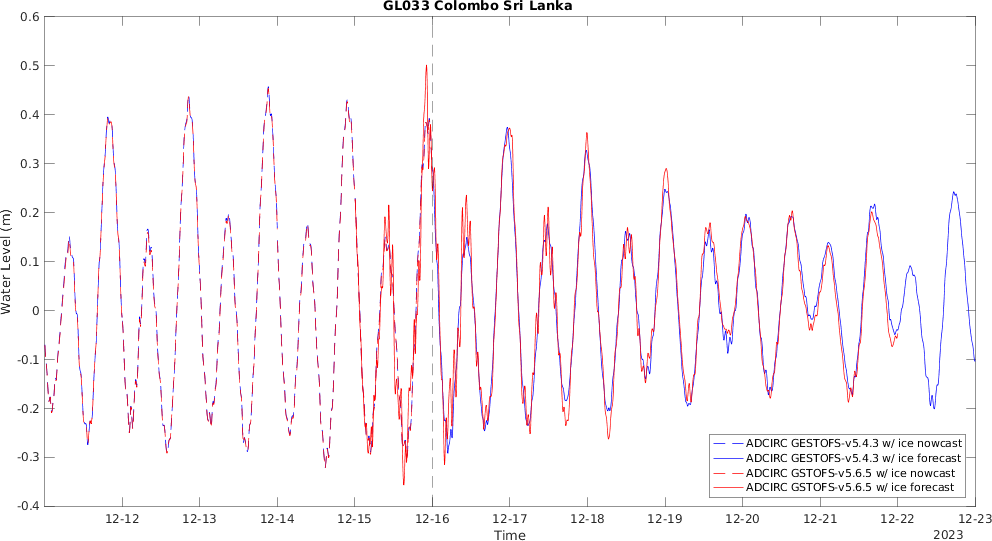 GL033 Colombo Sri Lanka
0.6
0.5
0.4
0.3
0.2
0.1
0
-0.1
-0.2
-0.3
-0.4
Water Level (m)
ADCIRC GESTOFS-v5.4.3 w/ ice nowcast
ADCIRC GESTOFS-v5.4.3 w/ ice forecast
ADCIRC GSTOFS-v5.6.5 w/ ice nowcast
ADCIRC GSTOFS-v5.6.5 w/ ice forecast
12-12 12-13 12-14 12-15 12-16 12-17 12-18 12-19 12-20 12-21 12-22 12-23
Time
2023